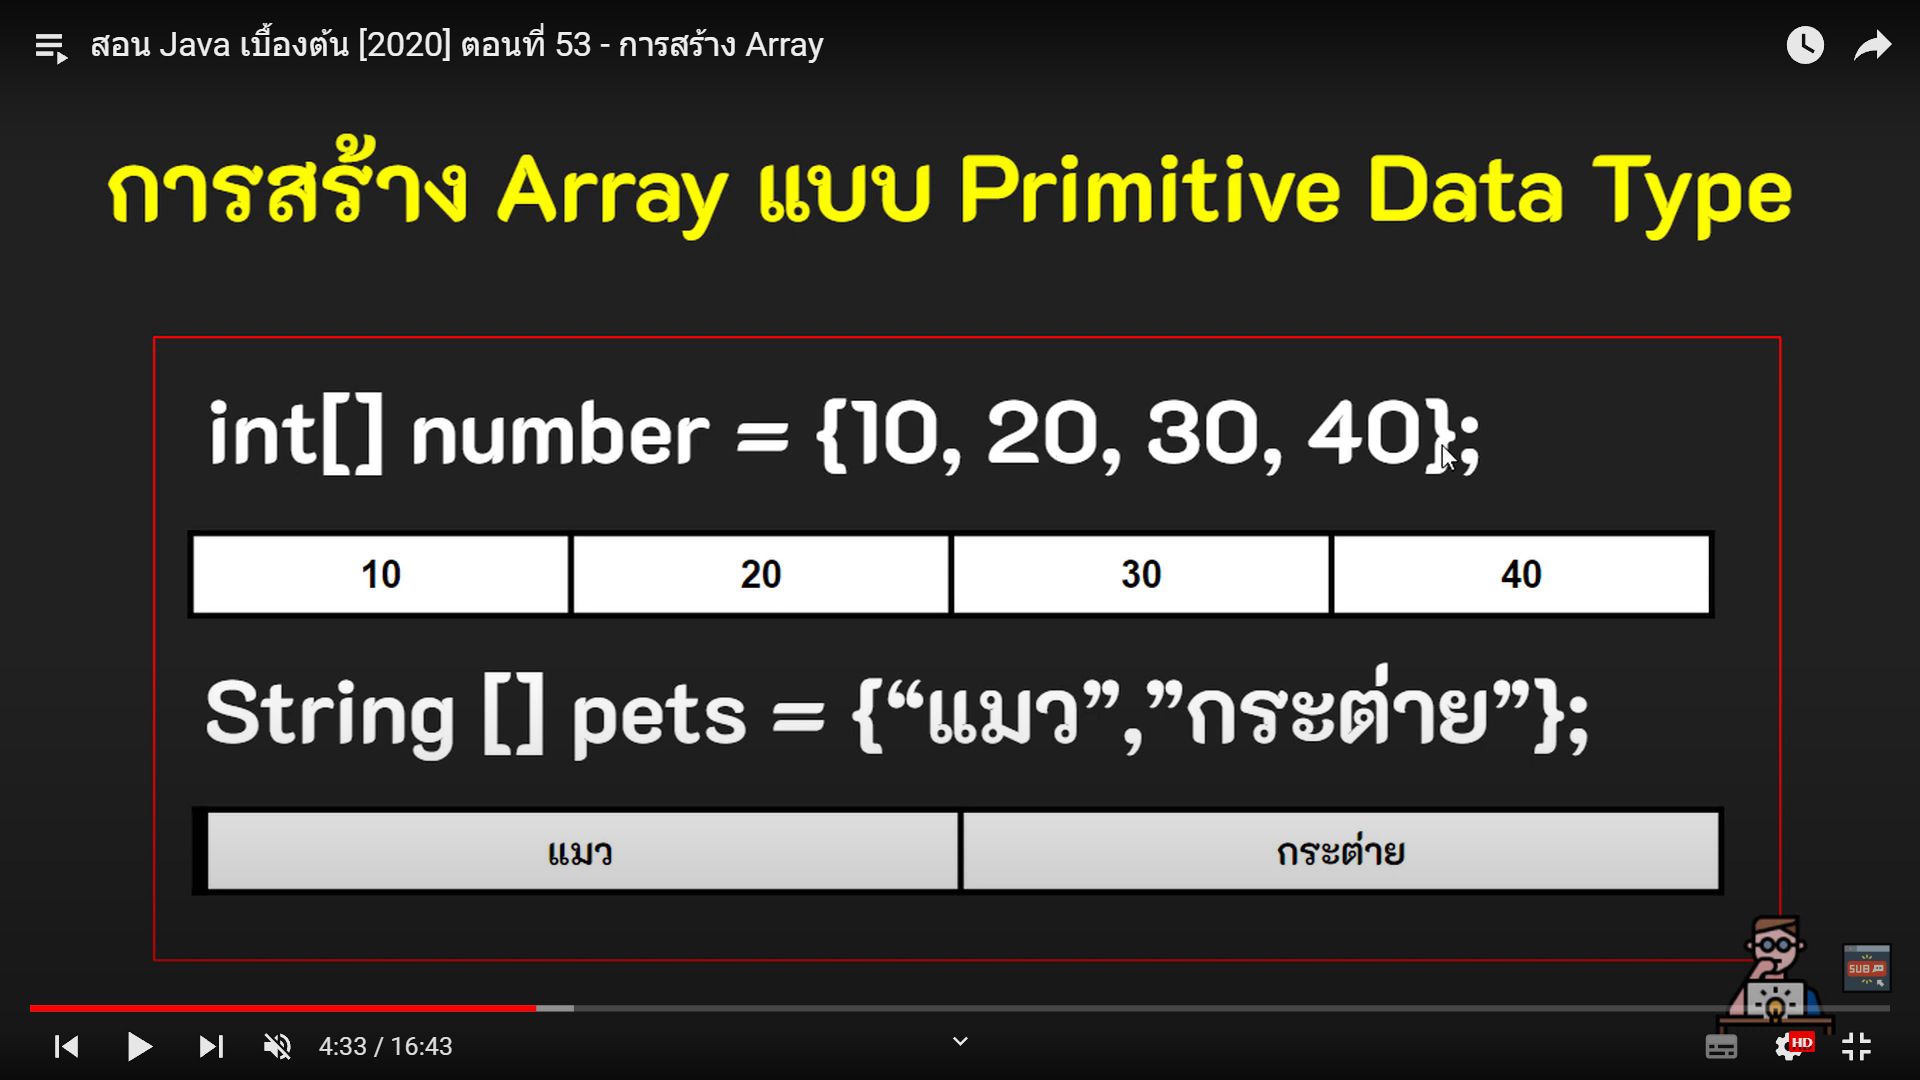 สอน Java เบื้องต้น [2020] ตอนที่ 53 - การสร้าง Array
การสร้าง Array แบบ Primitive Data Type
int[] number = {10, 20, 30, 40};
10 20 30 40
String [] pets = {“แมว”,”กระต่าย”};
แมว กระต่าย
SUB
4:33 / 16:43
HD